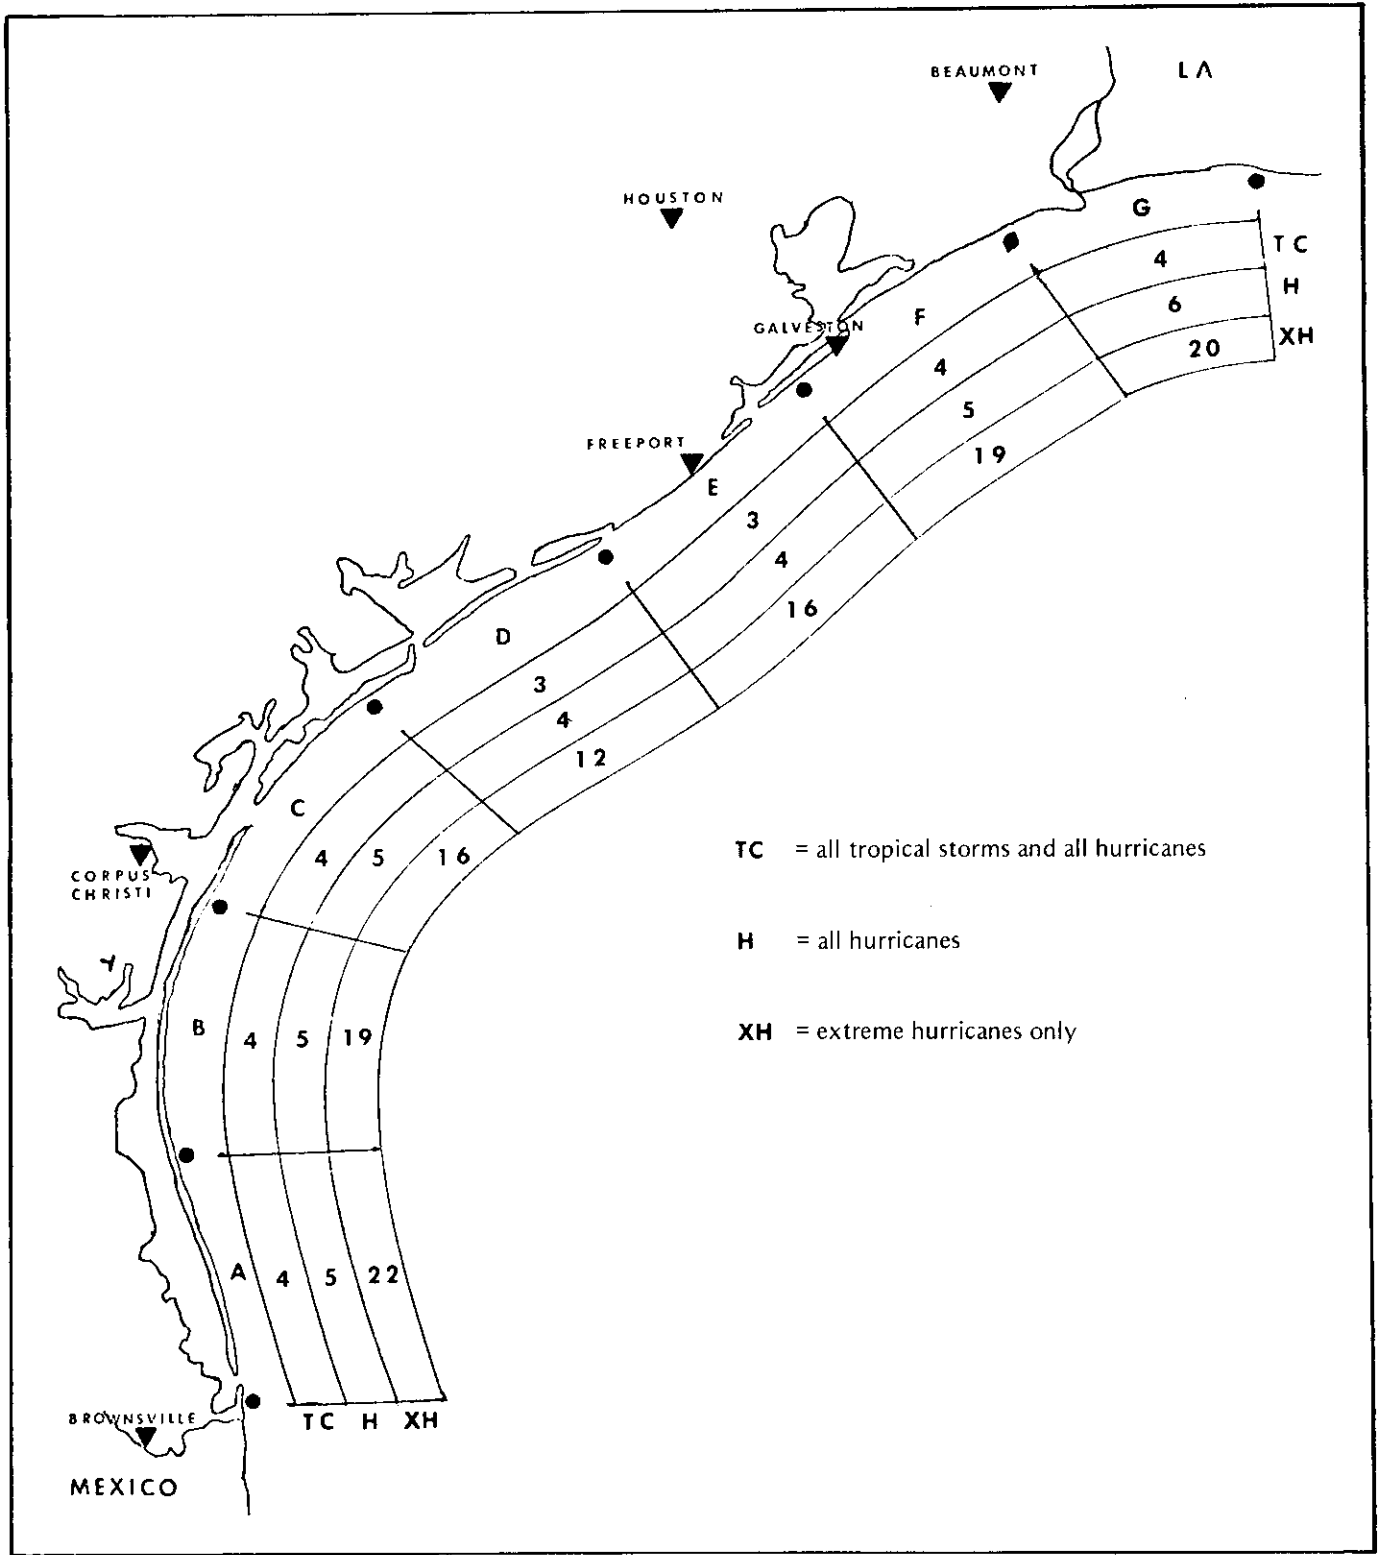 BEAUMONT
LA
HOUSTON
G
TC
4
H
6
XH
20
GALVESTON
F
4
5
19
FREEPORT
E
3
4
16
D
3
4
12
C
4
5
16
CORPUS
CHRISTI
B
4
5
19
A
4
5
22
TC H XH
BROWNSVILLE
MEXICO
TC = all tropical storms and all hurricanes
H = all hurricanes
XH = extreme hurricanes only